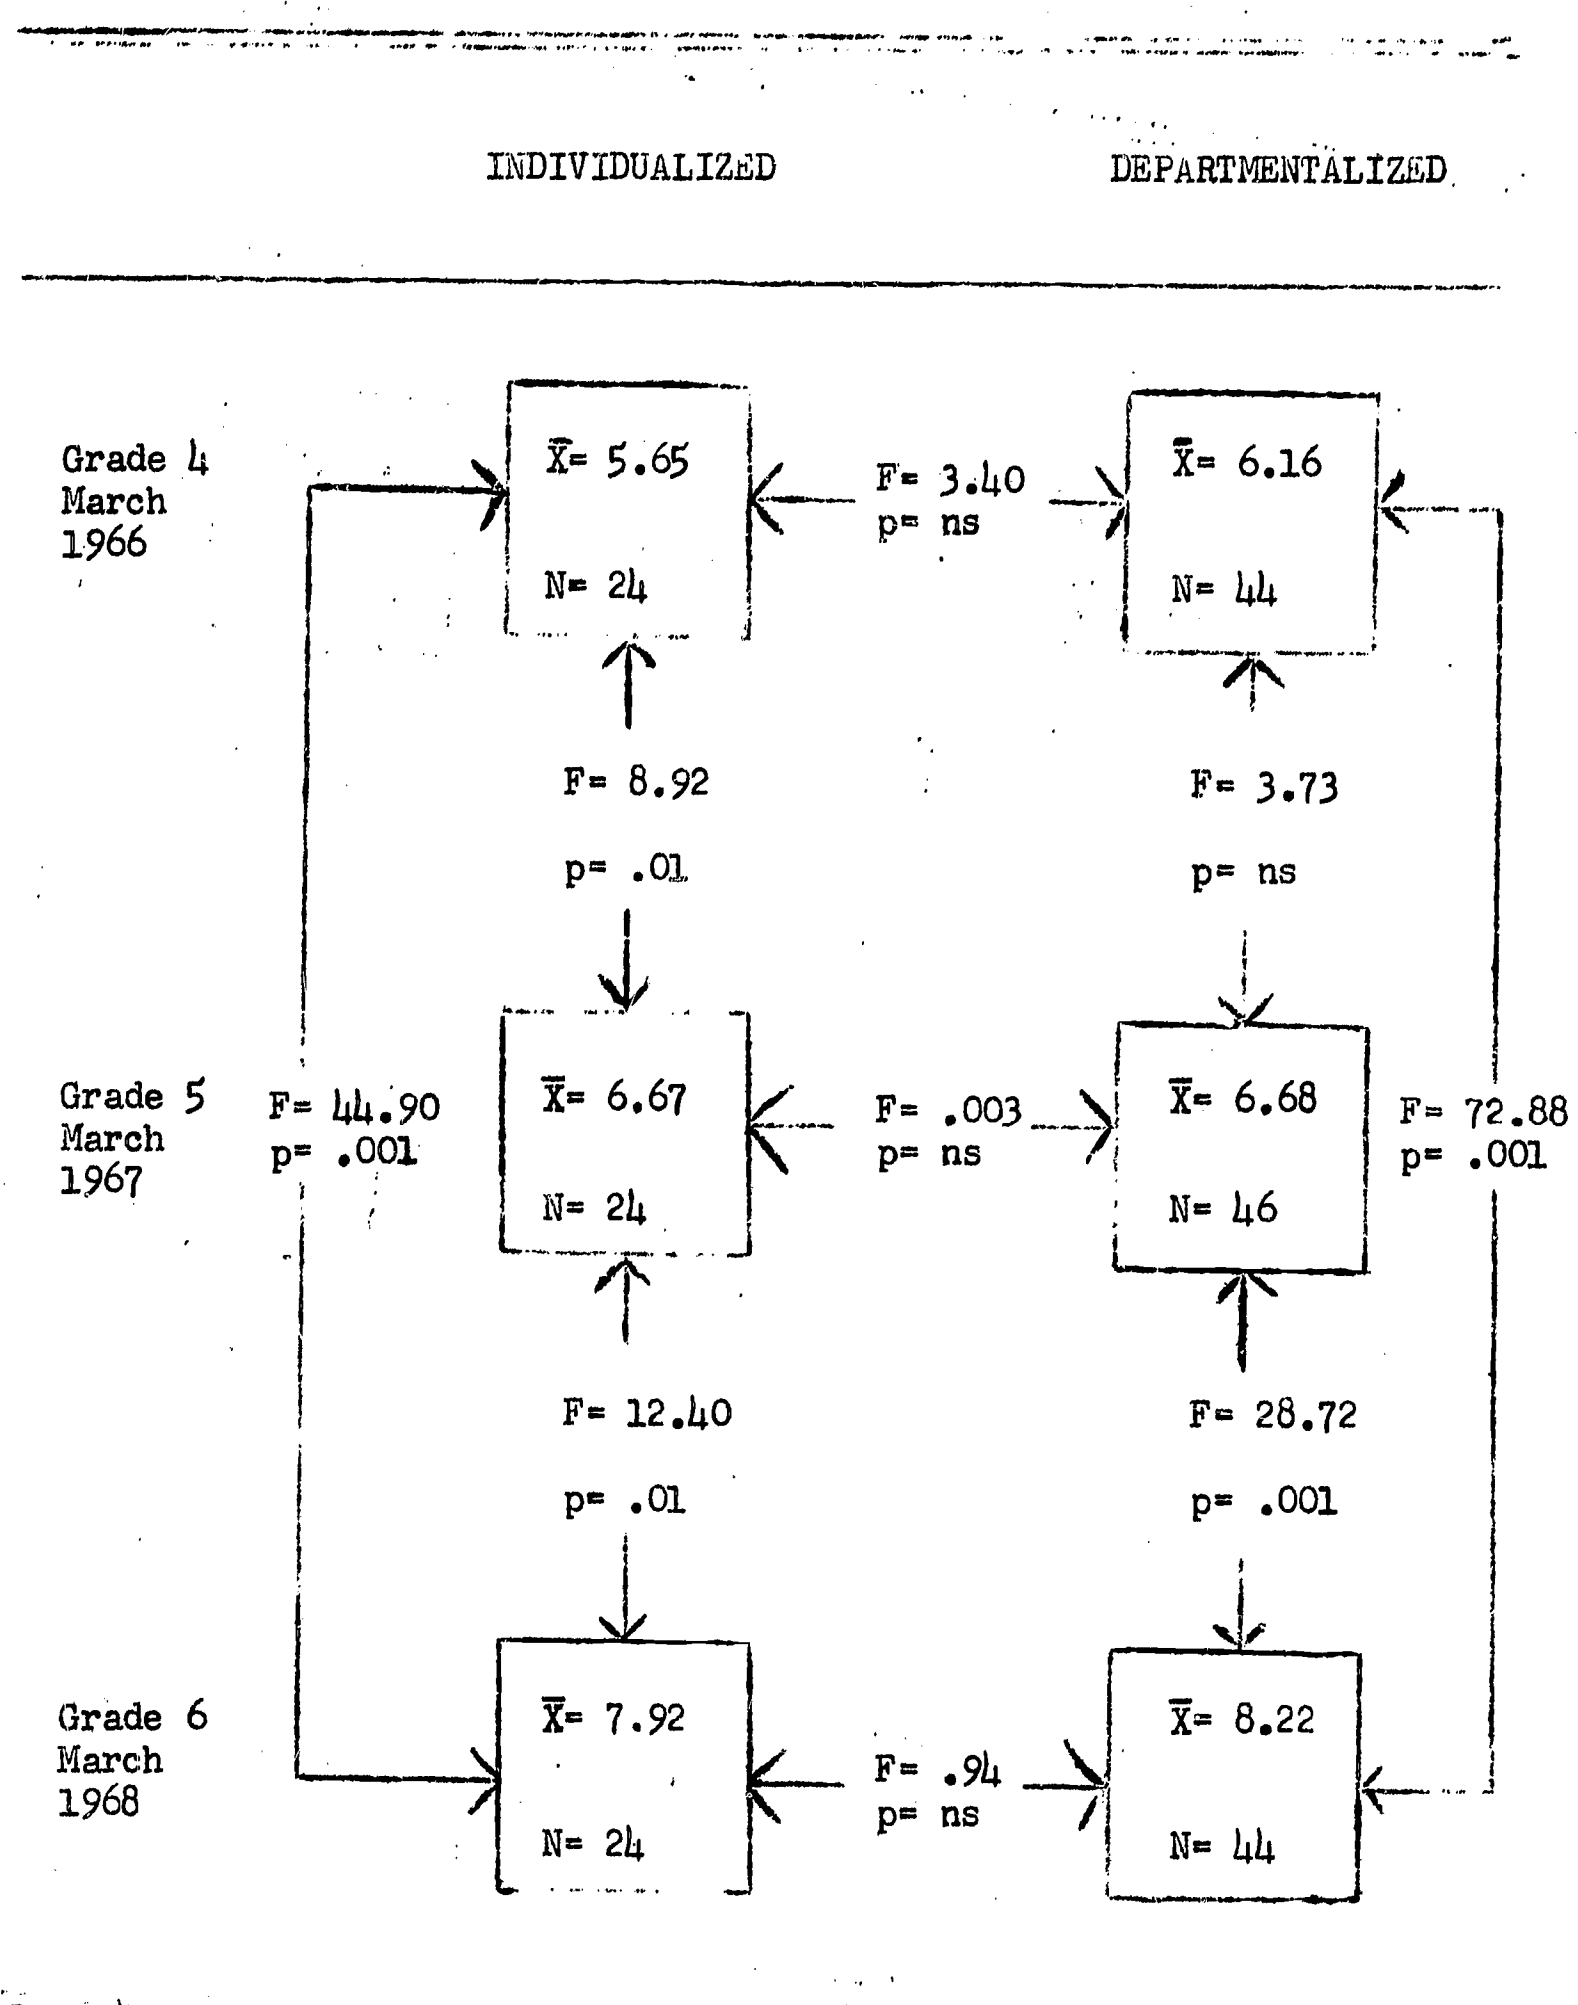 INDIVIDUALIZED DEPARTMENTALIZED
Grade 4
March
1966
X̄= 5.65
N= 24
F= 3.40
p= ns
X̄= 6.16
N= 44
F= 8.92
p= .01
F= 3.73
p= ns
Grade 5
March
1967
F= 44.90
p= .001
X̄= 6.67
N= 24
F= .003
p= ns
X̄= 6.68
N= 46
F= 72.88
p= .001
F= 12.40
p= .01
F= 28.72
p= .001
Grade 6
March
1968
X̄= 7.92
N= 24
F= .94
p= ns
X̄= 8.22
N= 44